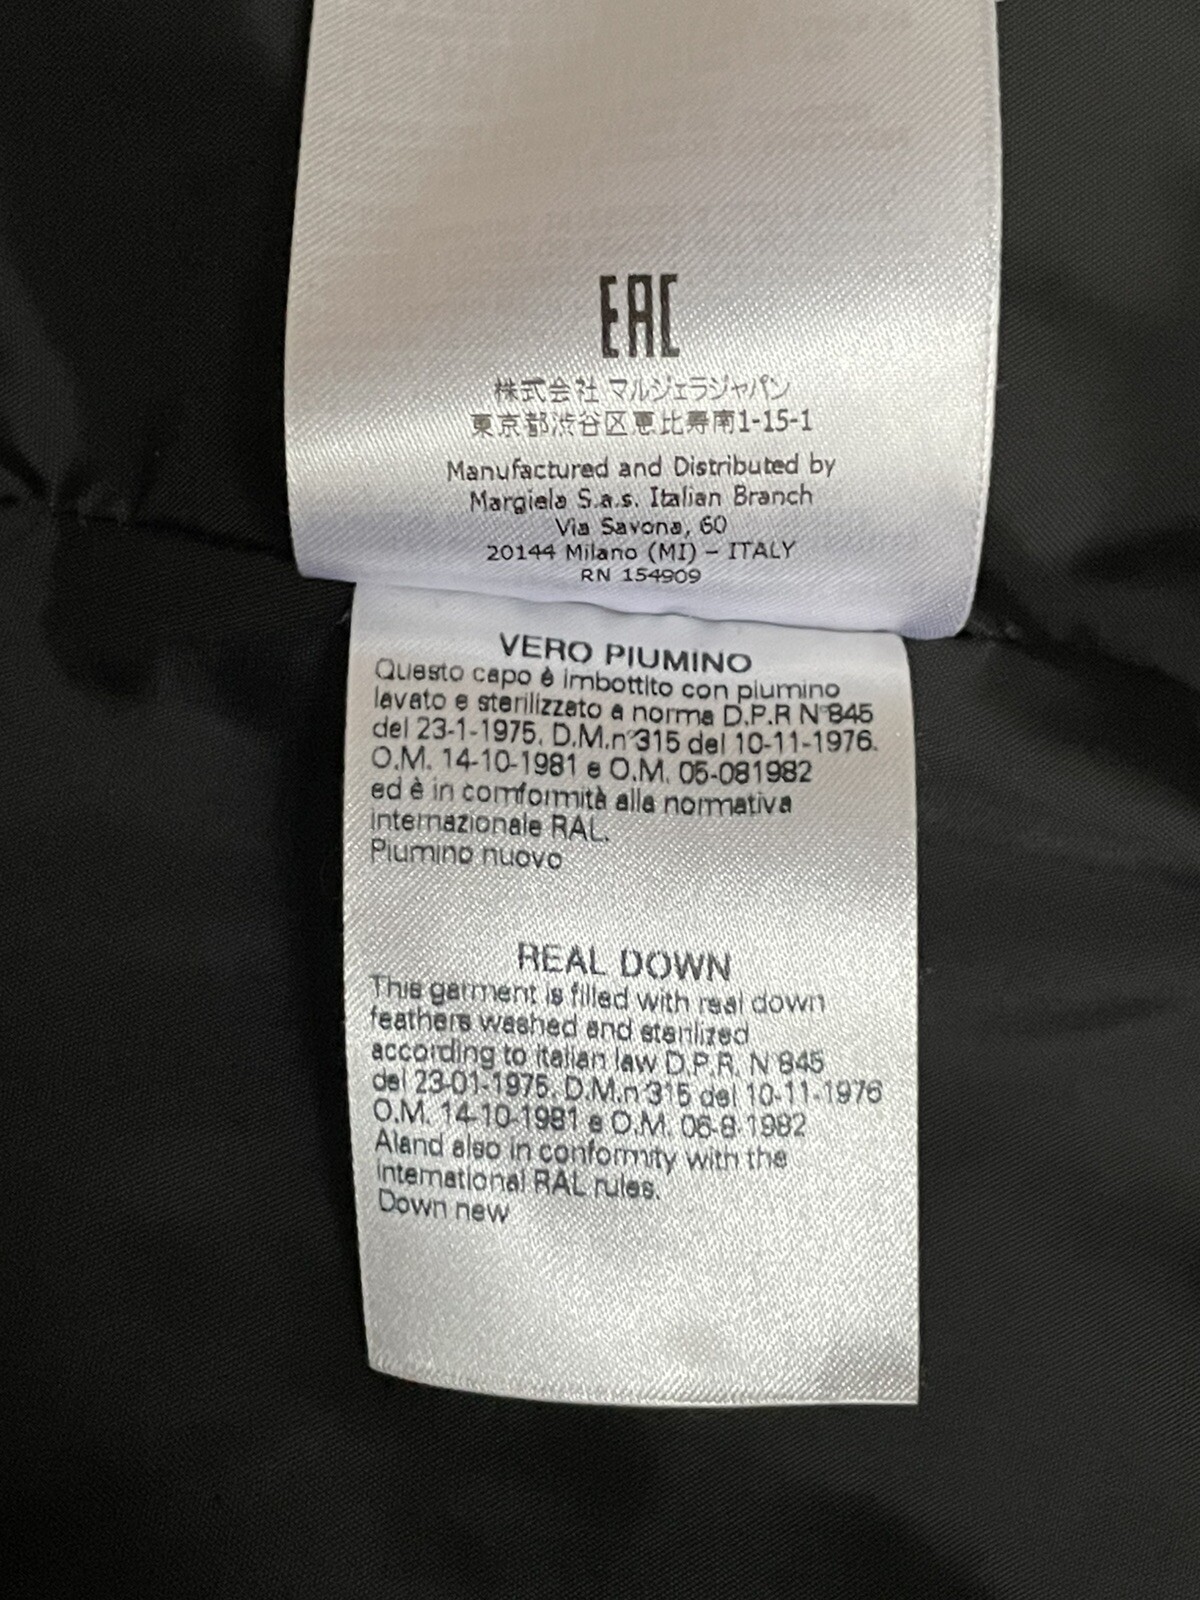 EAC
株式会社 マルジェラジャパン
東京都渋谷区恵比寿南1-15-1
Manufactured and Distributed by
Margiela S.a.s. Italian Branch
Via Savona, 60
20144 Milano (MI) – ITALY
RN 154909
VERO PIUMINO
Questo capo è imbottito con piumino
lavato e sterilizzato a norma D.P.R N°845
del 23-1-1975. D.M.n°315 del 10-11-1976.
O.M. 14-10-1981 e O.M. 05-081982
ed è in comformità alla normativa
internazionale RAL.
Piumino nuovo
REAL DOWN
This garment is filled with real down
feathers washed and sterilized
according to italian law D.P.R. N 845
del 23-01-1975. D.M.n°315 del 10-11-1976
O.M. 14-10-1981 e O.M. 06-8-1982
Aland also in conformity with the
international RAL rules.
Down new